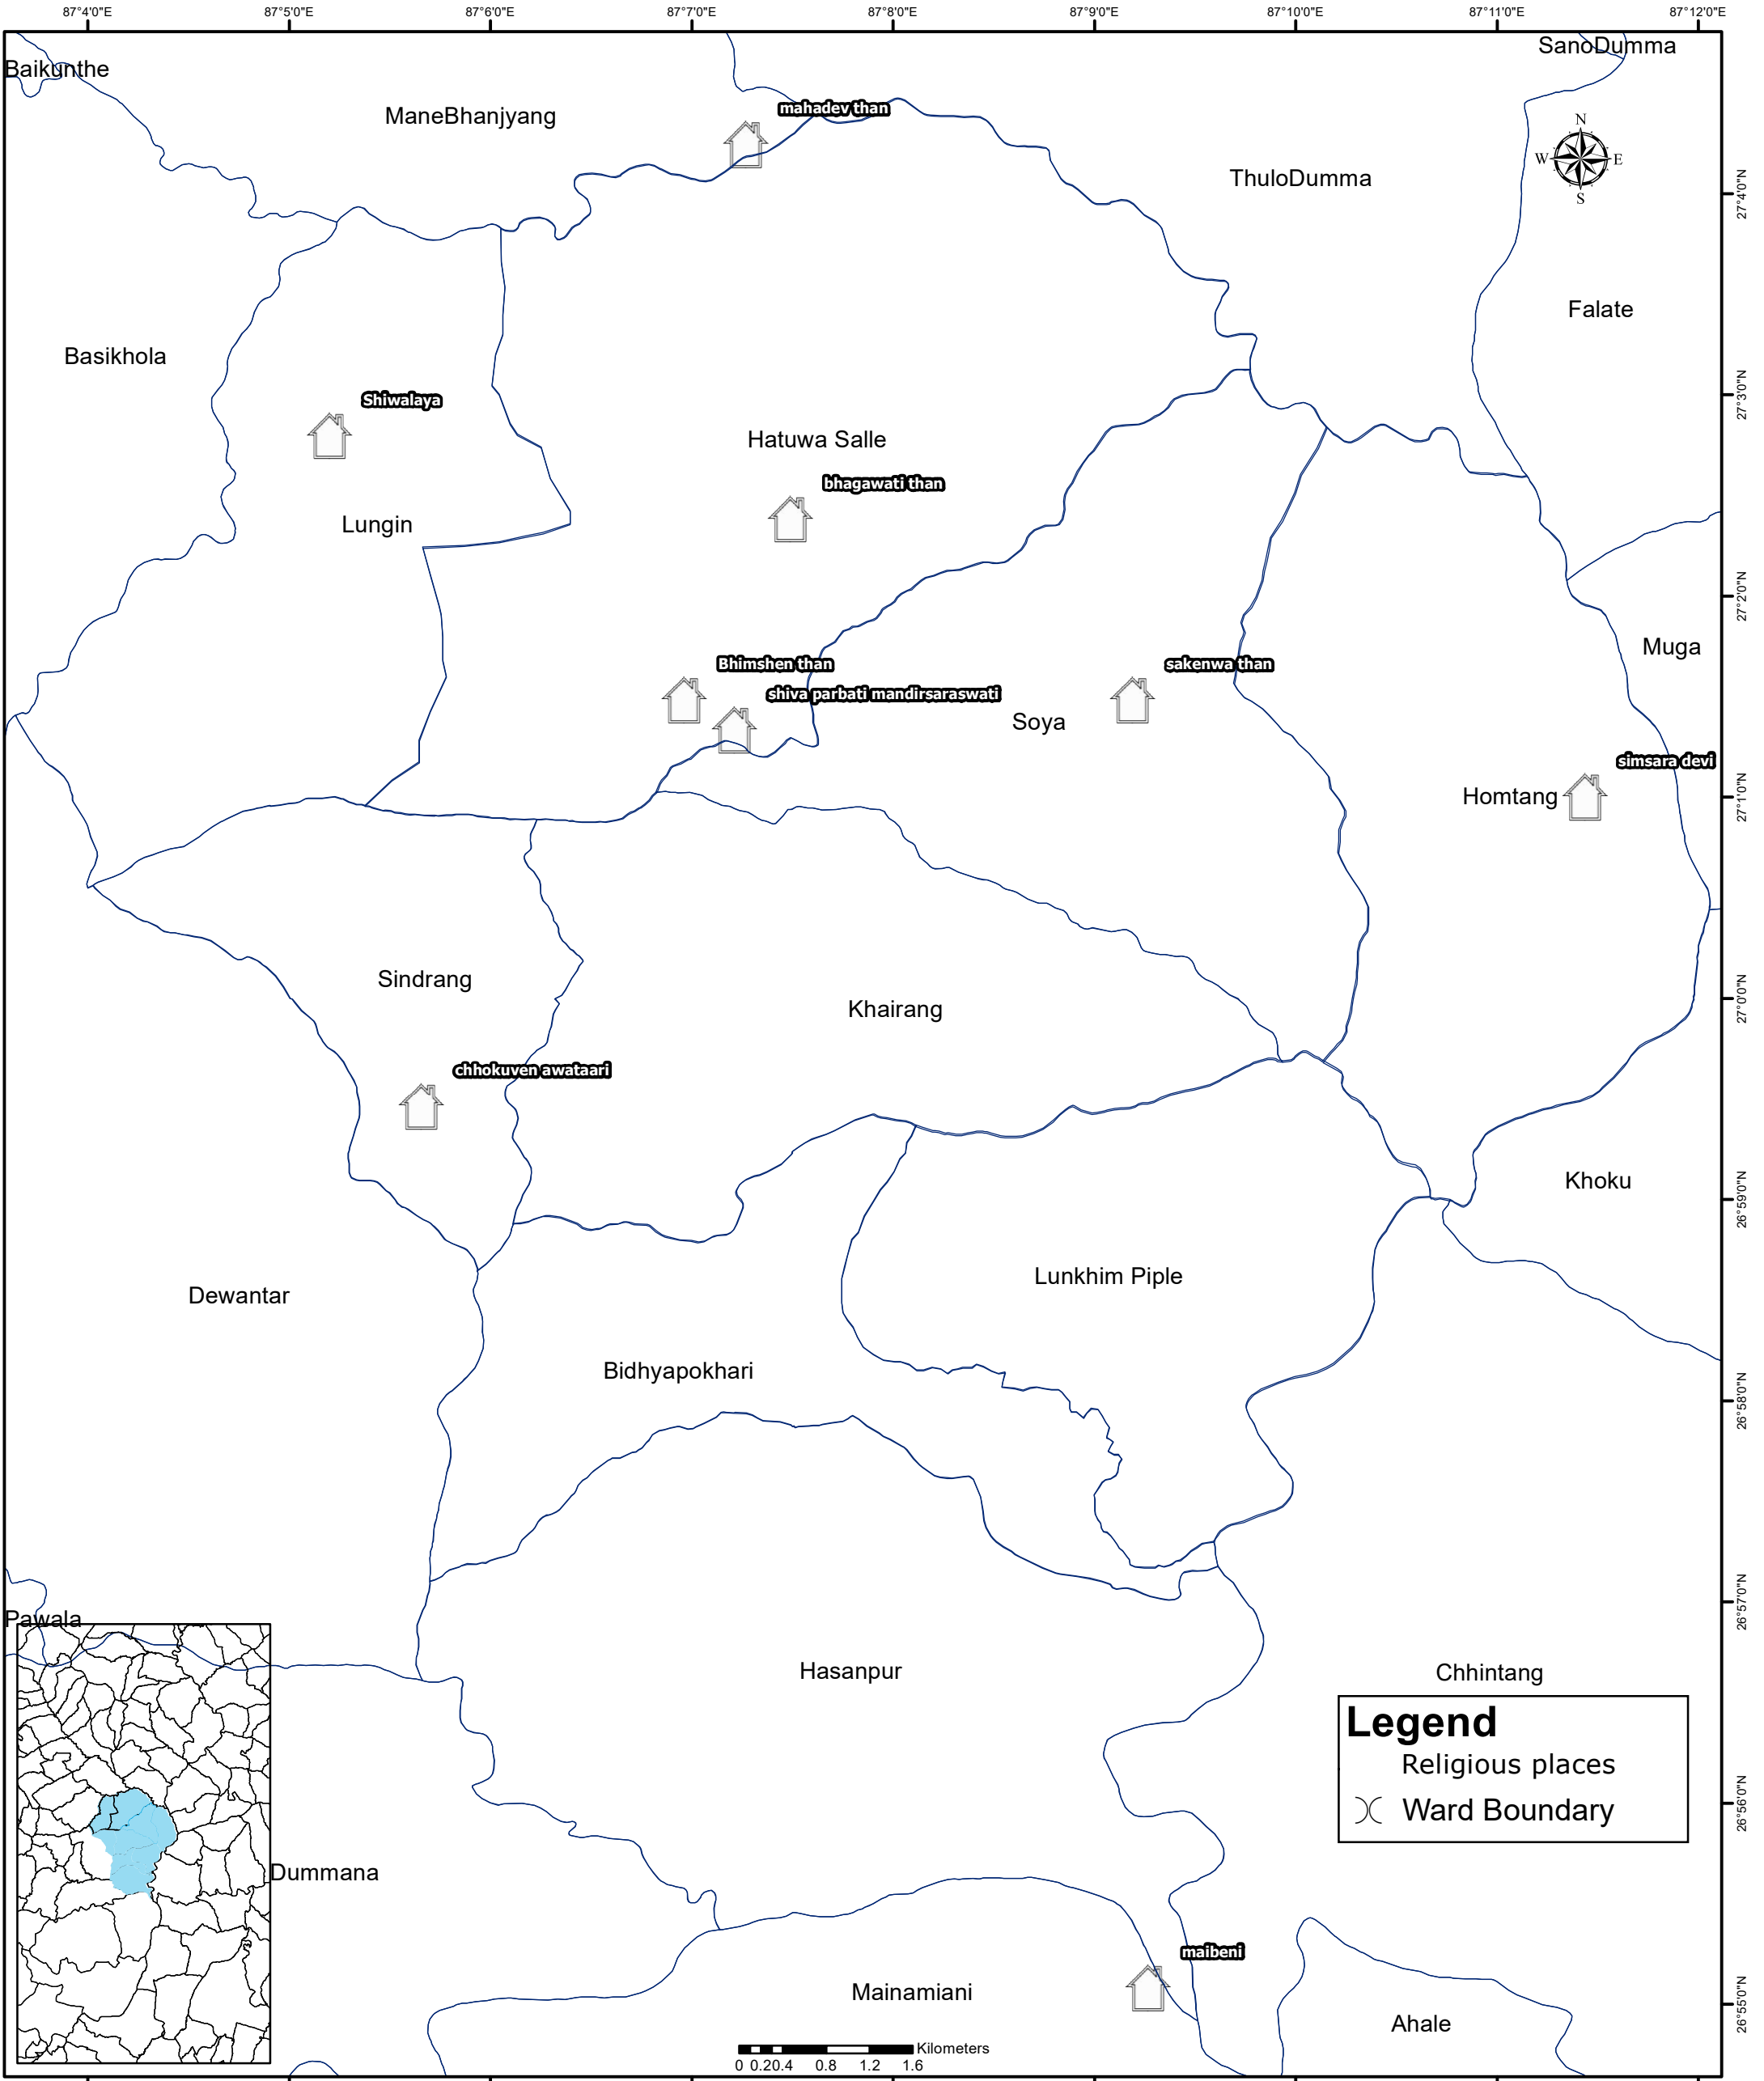 87°4'0"E 87°5'0"E 87°6'0"E 87°7'0"E 87°8'0"E 87°9'0"E 87°10'0"E 87°11'0"E 87°12'0"E
SanoDumma
Baikunthe
mahadev than
ManeBhanjyang
N
W E
S
ThuloDumma
27°4'0"N
Falate
Basikhola
27°3'0"N
Shiwalaya
Hatuwa Salle
bhagawati than
Lungin
27°2'0"N
Muga
Bhimshen than
sakenwa than
shiva parbati mandirsaraswati
Soya
simsara devi
Homtang
27°1'0"N
Sindrang
Khairang
27°0'0"N
chhokuven awataari
Khoku
26°59'0"N
Lunkhim Piple
Dewantar
Bidhyapokhari
26°58'0"N
26°57'0"N
Pawala
Hasanpur
Chhintang
Legend
Religious places
Ward Boundary
26°56'0"N
Dummana
maibeni
Mainamiani
26°55'0"N
Ahale
Kilometers
0 0.20.4 0.8 1.2 1.6